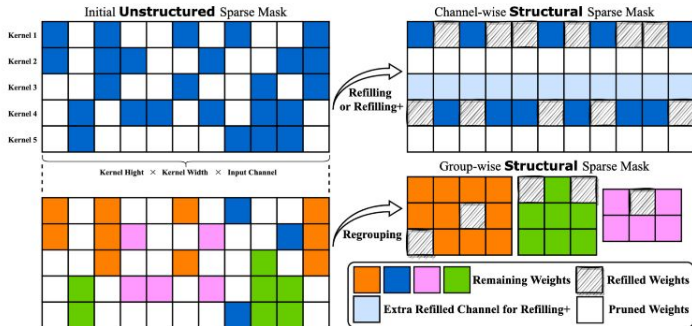 Initial Unstructured Sparse Mask
Channel-wise Structural Sparse Mask
Kernel 1
Kernel 2
Kernel 3
Kernel 4
Kernel 5
Refilling
or Refilling+
Kernel Hight × Kernel Width × Input Channel
Group-wise Structural Sparse Mask
Regrouping
Remaining Weights
Refilled Weights
Extra Refilled Channel for Refilling+
Pruned Weights